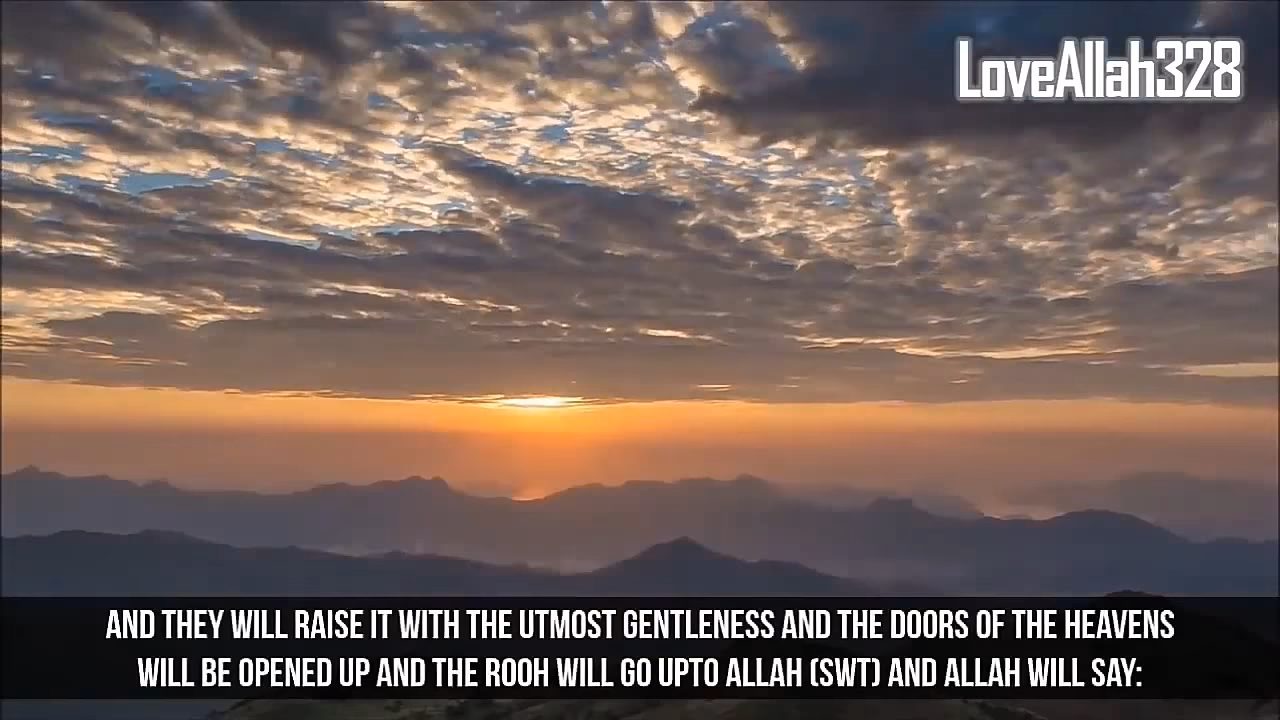 LoveAllah328
AND THEY WILL RAISE IT WITH THE UTMOST GENTLENESS AND THE DOORS OF THE HEAVENS
WILL BE OPENED UP AND THE ROOH WILL GO UPTO ALLAH (SWT) AND ALLAH WILL SAY: